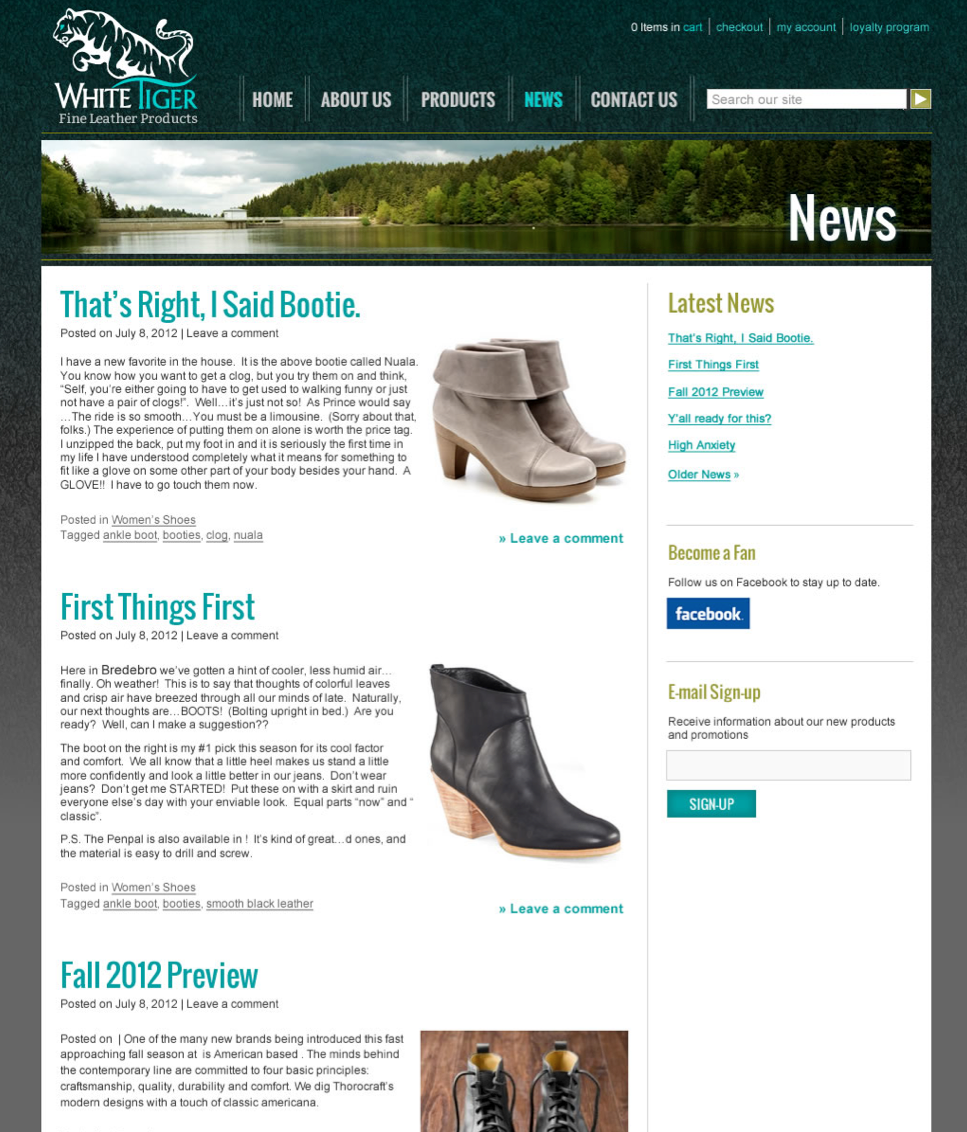 0 Items in cart | checkout | my account | loyalty program
WHITE TIGER
Fine Leather Products
HOME
ABOUT US
PRODUCTS
NEWS
CONTACT US
Search our site
News
That's Right, I Said Bootie.
Posted on July 8, 2012 | Leave a comment
I have a new favorite in the house. It is the above bootie called Nuala.
You know how you want to get a clog, but you try them on and think,
“Self, you're either going to have to get used to walking funny or just
not have a pair of clogs!”. Well…it's just not so! As Prince would say
…The ride is so smooth…You must be a limousine. (Sorry about that,
folks.) The experience of putting them on alone is worth the price tag.
I unzipped the back, put my foot in and it is seriously the first time in
my life I have understood completely what it means for something to
fit like a glove on some other part of your body besides your hand. A
GLOVE!! I have to go touch them now.
Posted in Women's Shoes
Tagged ankle boot, booties, clog, nuala
» Leave a comment
First Things First
Posted on July 8, 2012 | Leave a comment
Here in Bredebro we've gotten a hint of cooler, less humid air…
finally. Oh weather! This is to say that thoughts of colorful leaves
and crisp air have breezed through all our minds of late. Naturally,
our next thoughts are…BOOTS! (Bolting upright in bed.) Are you
ready? Well, can I make a suggestion??
The boot on the right is my #1 pick this season for its cool factor
and comfort. We all know that a little heel makes us stand a little
more confidently and look a little better in our jeans. Don't wear
jeans? Don't get me STARTED! Put these on with a skirt and ruin
everyone else's day with your enviable look. Equal parts “now” and “
classic”.
P.S. The Penpal is also available in ! It's kind of great…d ones, and
the material is easy to drill and screw.
Posted in Women's Shoes
Tagged ankle boot, booties, smooth black leather
» Leave a comment
Fall 2012 Preview
Posted on July 8, 2012 | Leave a comment
Posted on | One of the many new brands being introduced this fast
approaching fall season at is American based . The minds behind
the contemporary line are committed to four basic principles:
craftsmanship, quality, durability and comfort. We dig Thorocraft's
modern designs with a touch of classic americana.
Latest News
That's Right, I Said Bootie.
First Things First
Fall 2012 Preview
Y'all ready for this?
High Anxiety
Older News »
Become a Fan
Follow us on Facebook to stay up to date.
facebook.
E-mail Sign-up
Receive information about our new products
and promotions
SIGN-UP